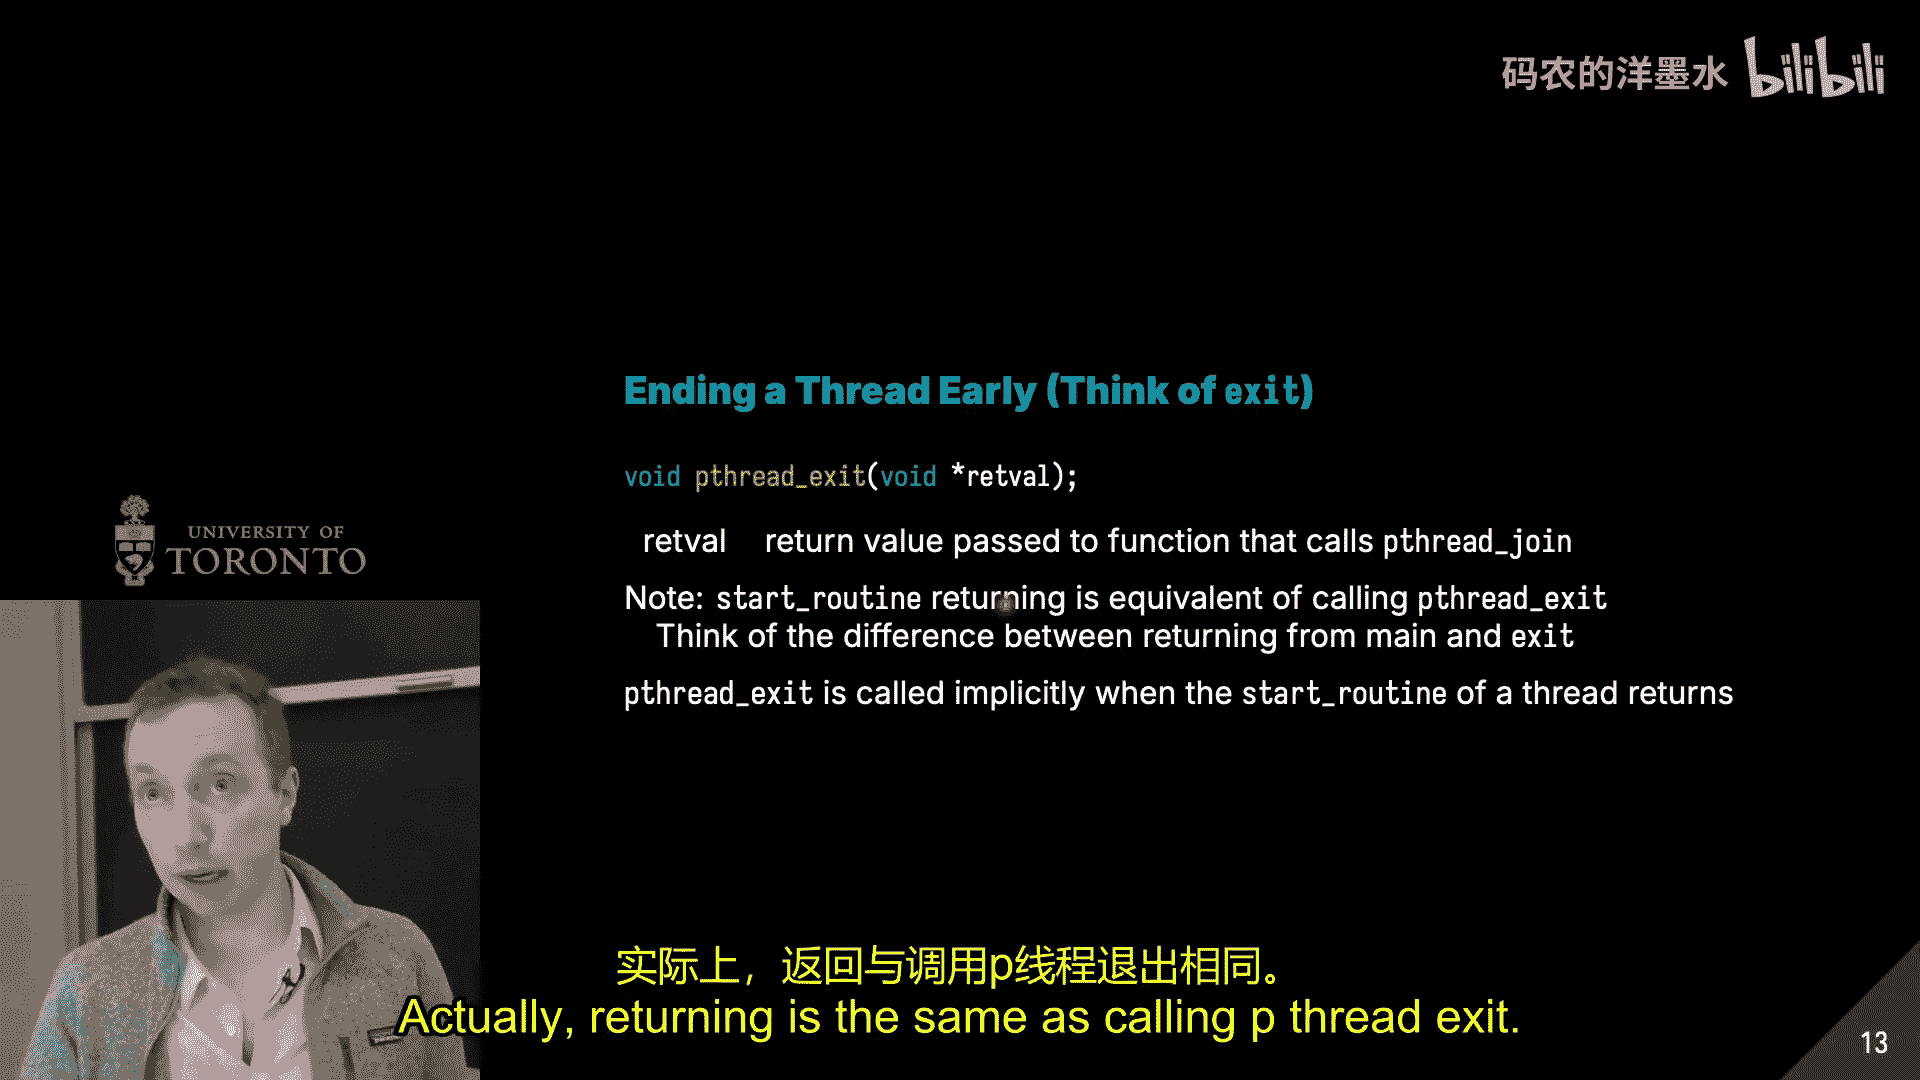 码农的洋墨水 bilibili
Ending a Thread Early (Think of exit)
void pthread_exit(void *retval);
retval return value passed to function that calls pthread_join
Note: start_routine returning is equivalent of calling pthread_exit
Think of the difference between returning from main and exit
pthread_exit is called implicitly when the start_routine of a thread returns
UNIVERSITY OF
TORONTO
实际上，返回与调用p线程退出相同。
Actually, returning is the same as calling p thread exit.
13